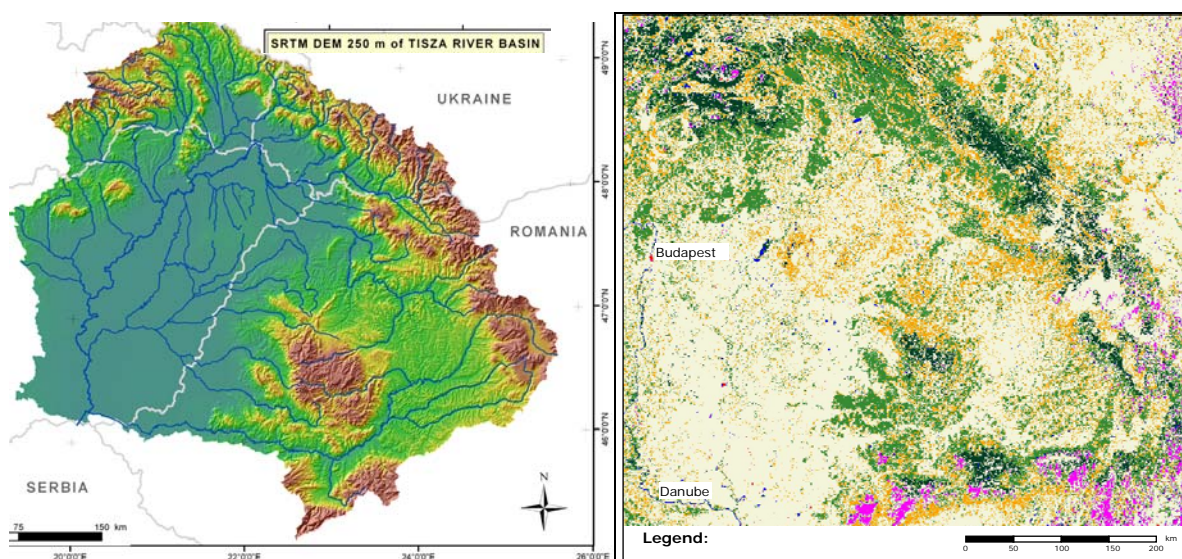 SRTM DEM 250 m of TISZA RIVER BASIN
49°0'0"N
UKRAINE
48°0'0"N
ROMANIA
47°0'0"N
46°0'0"N
SERBIA
N
75 150 km
20°0'0"E 22°0'0"E 24°0'0"E 26°0'0"E
Budapest
Danube
Legend:
km
0 50 100 150 200